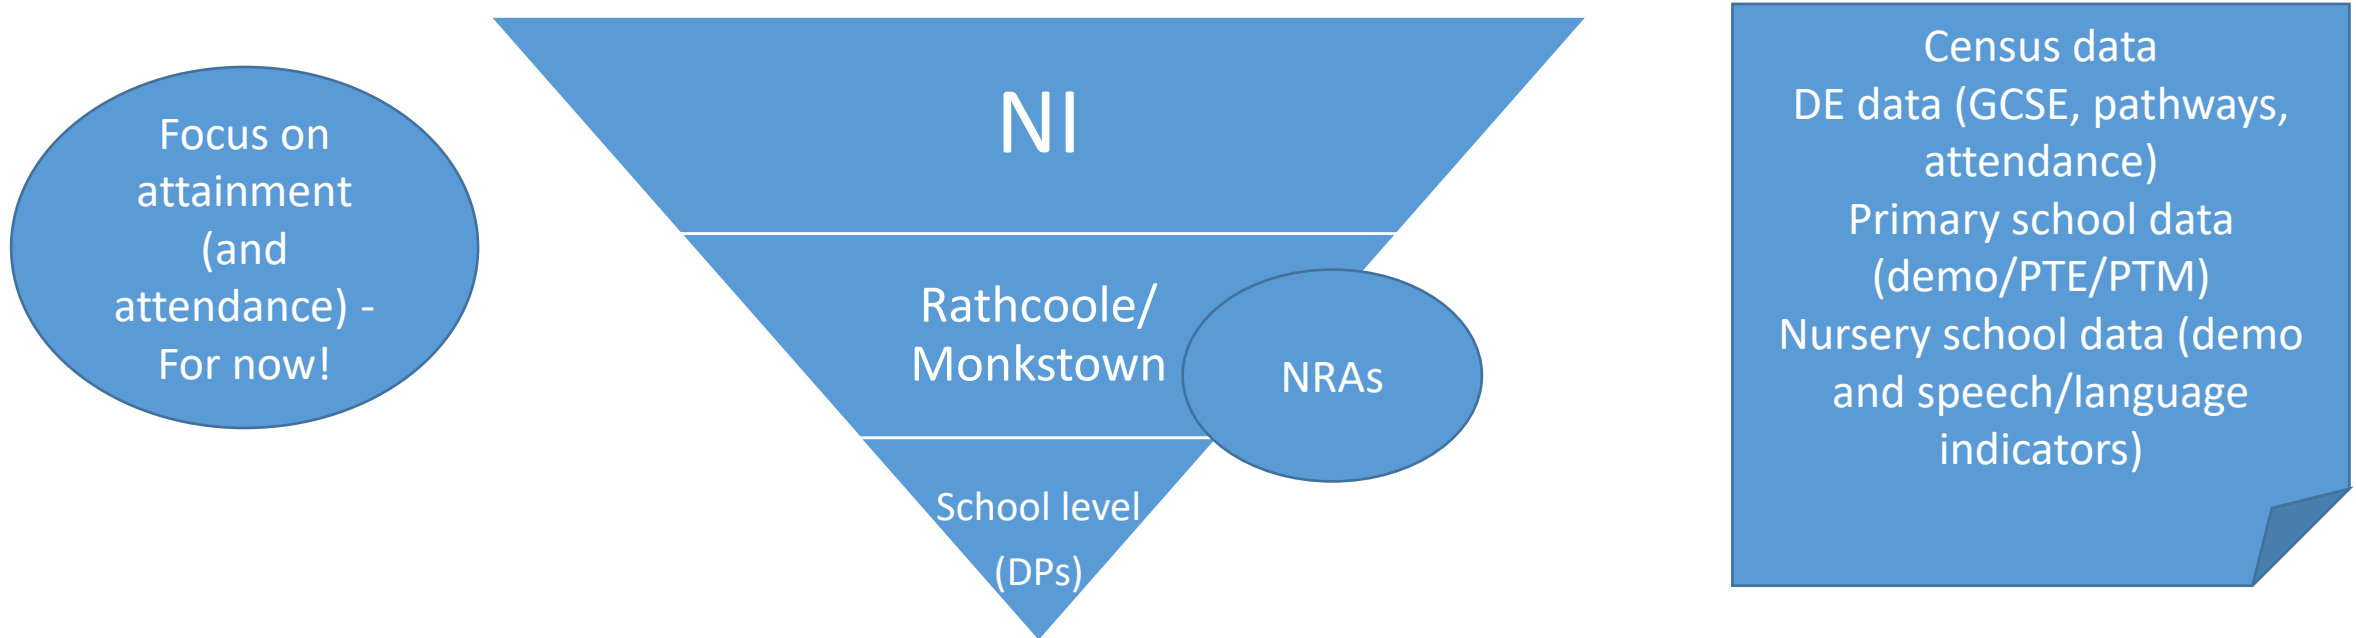 Focus on
attainment
(and
attendance) -
For now!
NI
Rathcoole/
Monkstown
NRAs
School level
(DPs)
Census data
DE data (GCSE, pathways,
attendance)
Primary school data
(demo/PTE/PTM)
Nursery school data (demo
and speech/language
indicators)